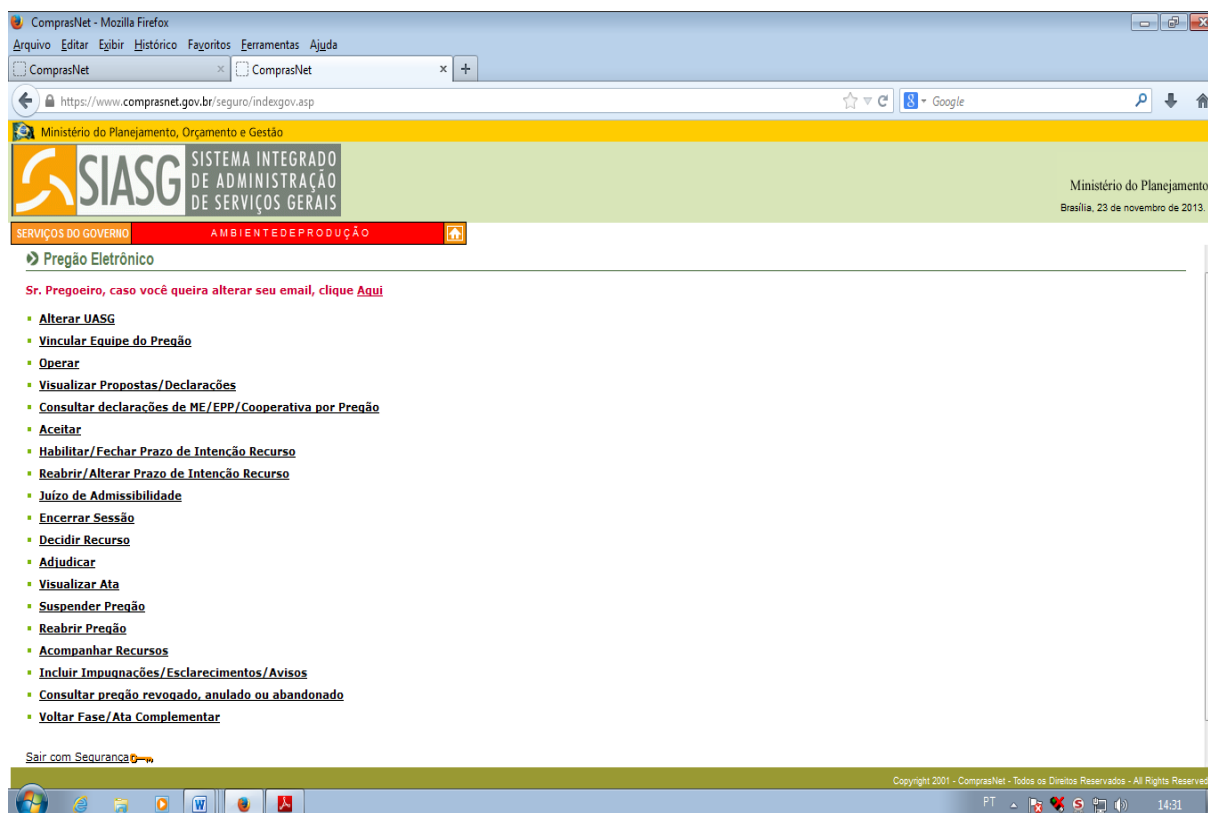 ComprasNet - Mozilla Firefox
Arquivo Editar Exibir Histórico Favoritos Ferramentas Ajuda
ComprasNet ComprasNet
https://www.comprasnet.gov.br/seguro/indexgov.asp Google
Ministério do Planejamento, Orçamento e Gestão
SIASG SISTEMA INTEGRADO
DE ADMINISTRAÇÃO
DE SERVIÇOS GERAIS
Ministério do Planejamento
Brasília, 23 de novembro de 2013.
SERVIÇOS DO GOVERNO AMBIENTEDEPRODUÇÃO
Pregão Eletrônico
Sr. Pregoeiro, caso você queira alterar seu email, clique Aqui
Alterar UASG
Vincular Equipe do Pregão
Operar
Visualizar Propostas/Declarações
Consultar declarações de ME/EPP/Cooperativa por Pregão
Aceitar
Habilitar/Fechar Prazo de Intenção Recurso
Reabrir/Alterar Prazo de Intenção Recurso
Juízo de Admissibilidade
Encerrar Sessão
Decidir Recurso
Adjudicar
Visualizar Ata
Suspender Pregão
Reabrir Pregão
Acompanhar Recursos
Incluir Impugnações/Esclarecimentos/Avisos
Consultar pregão revogado, anulado ou abandonado
Voltar Fase/Ata Complementar
Sair com Segurança
Copyright 2001 - ComprasNet - Todos os Direitos Reservados - All Rights Reserved
PT 14:31